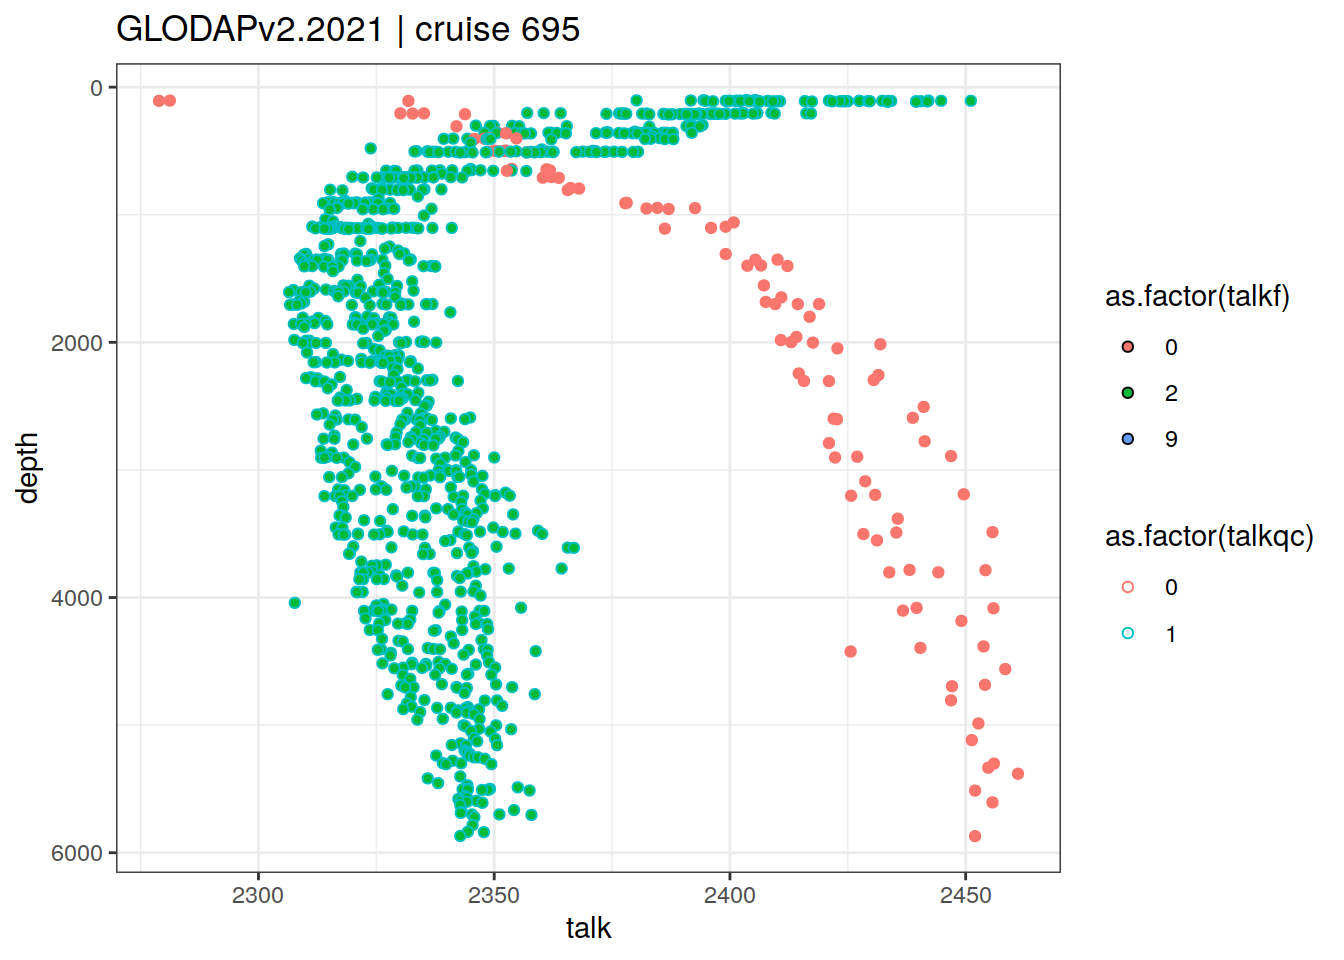 GLODAPv2.2021 | cruise 695
0
2000
4000
6000
depth
2300
2350
2400
2450
talk
as.factor(talkf)
0
2
9
as.factor(talkqc)
0
1